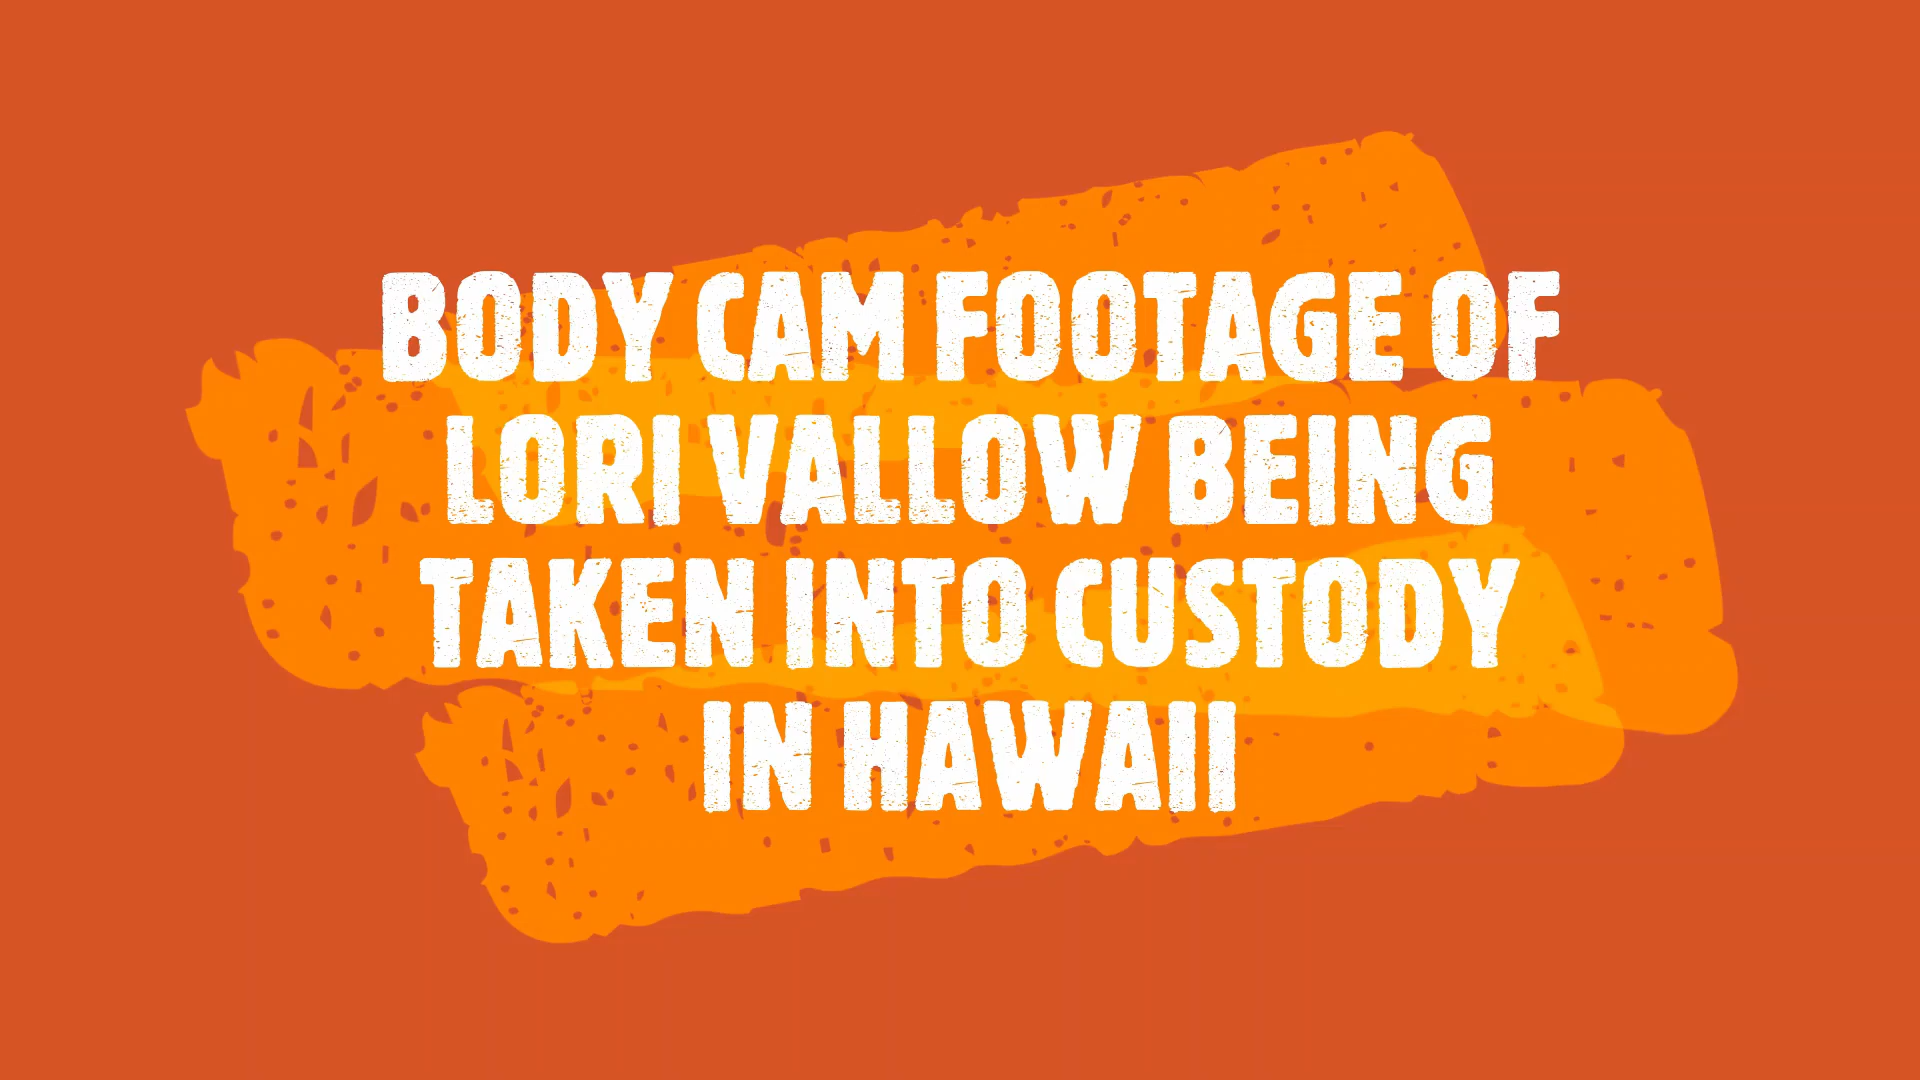 BODY CAM FOOTAGE OF
LORI VALLOW BEING
TAKEN INTO CUSTODY
IN HAWAII